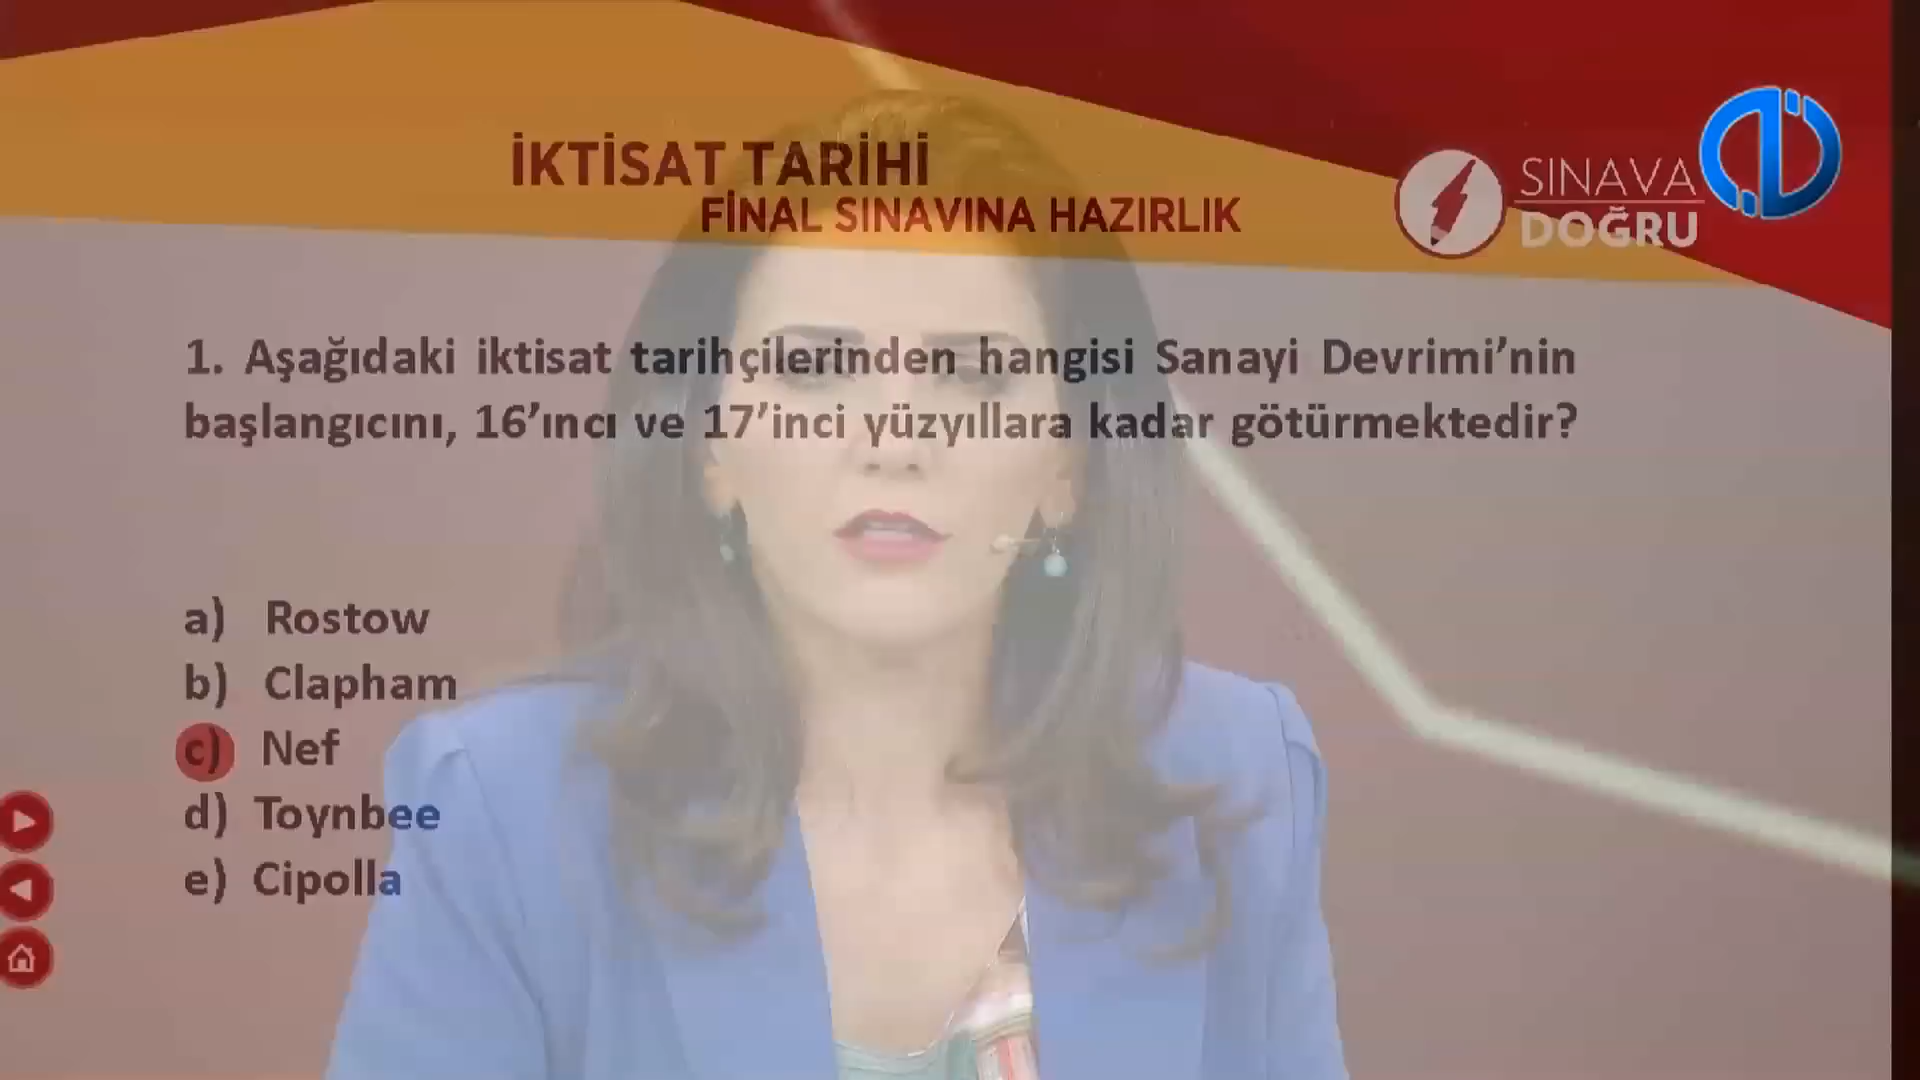 İKTİSAT TARİHİ
FİNAL SINAVINA HAZIRLIK
SINAVA
DOĞRU
1. Aşağıdaki iktisat tarihçilerinden hangisi Sanayi Devrimi’nin
başlangıcını, 16’ıncı ve 17’inci yüzyıllara kadar götürmektedir?
a) Rostow
b) Clapham
c) Nef
d) Toynbee
e) Cipolla